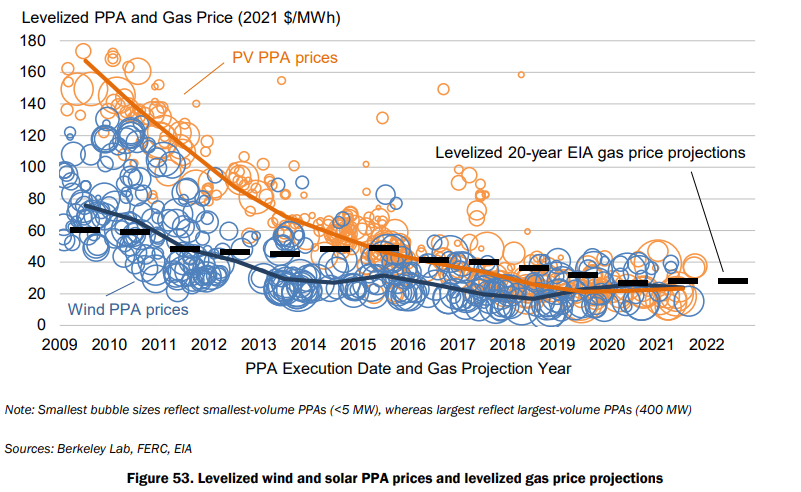 Levelized PPA and Gas Price (2021 $/MWh)
180
PV PPA prices
160
140
120
Levelized 20-year EIA gas price projections
100
80
60
40
20
Wind PPA prices
0
2009 2010 2011 2012 2013 2014 2015 2016 2017 2018 2019 2020 2021 2022
PPA Execution Date and Gas Projection Year
Note: Smallest bubble sizes reflect smallest-volume PPAs (<5 MW), whereas largest reflect largest-volume PPAs (400 MW)
Sources: Berkeley Lab, FERC, EIA
Figure 53. Levelized wind and solar PPA prices and levelized gas price projections